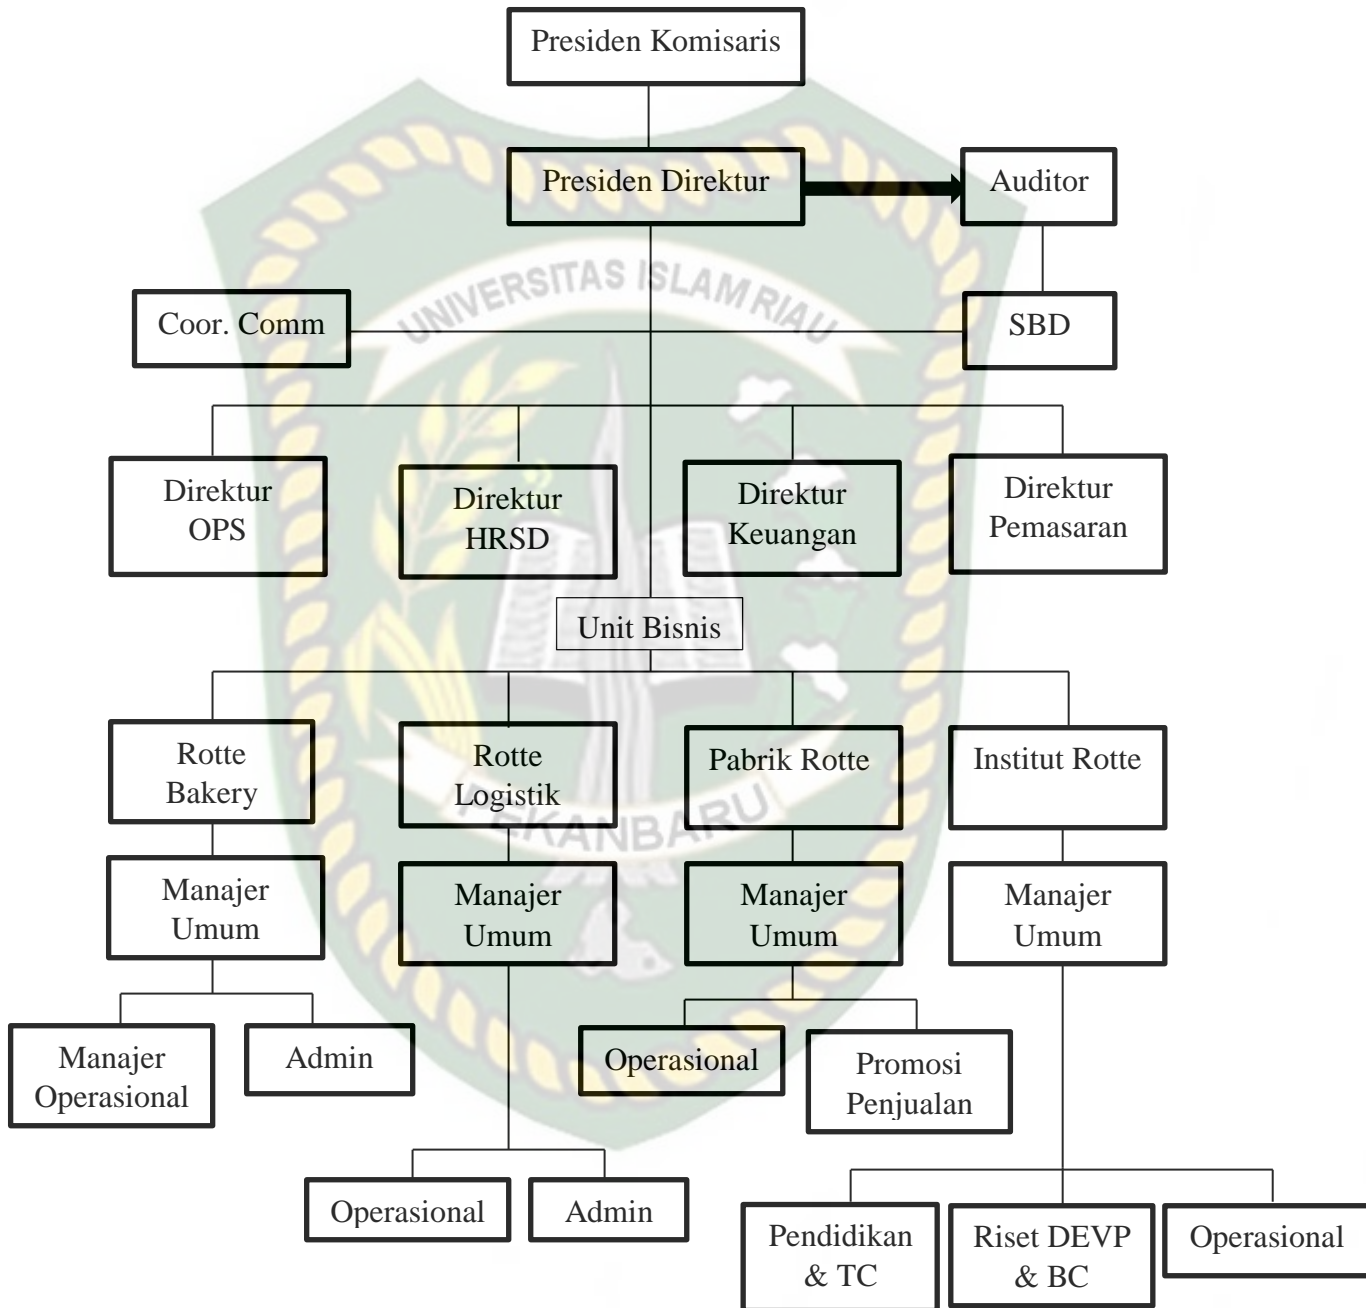 Presiden Komisaris
Presiden Direktur
Auditor
UNIVERSITAS ISLAM RIAU
Coor. Comm
SBD
Direktur
OPS
Direktur
HRSD
Direktur
Keuangan
Direktur
Pemasaran
Unit Bisnis
Rotte
Bakery
Rotte
Logistik
Pabrik Rotte
Institut Rotte
PEKANBARU
Manajer
Umum
Manajer
Umum
Manajer
Umum
Manajer
Umum
Manajer
Operasional
Admin
Operasional
Promosi
Penjualan
Operasional
Admin
Pendidikan
& TC
Riset DEVP
& BC
Operasional